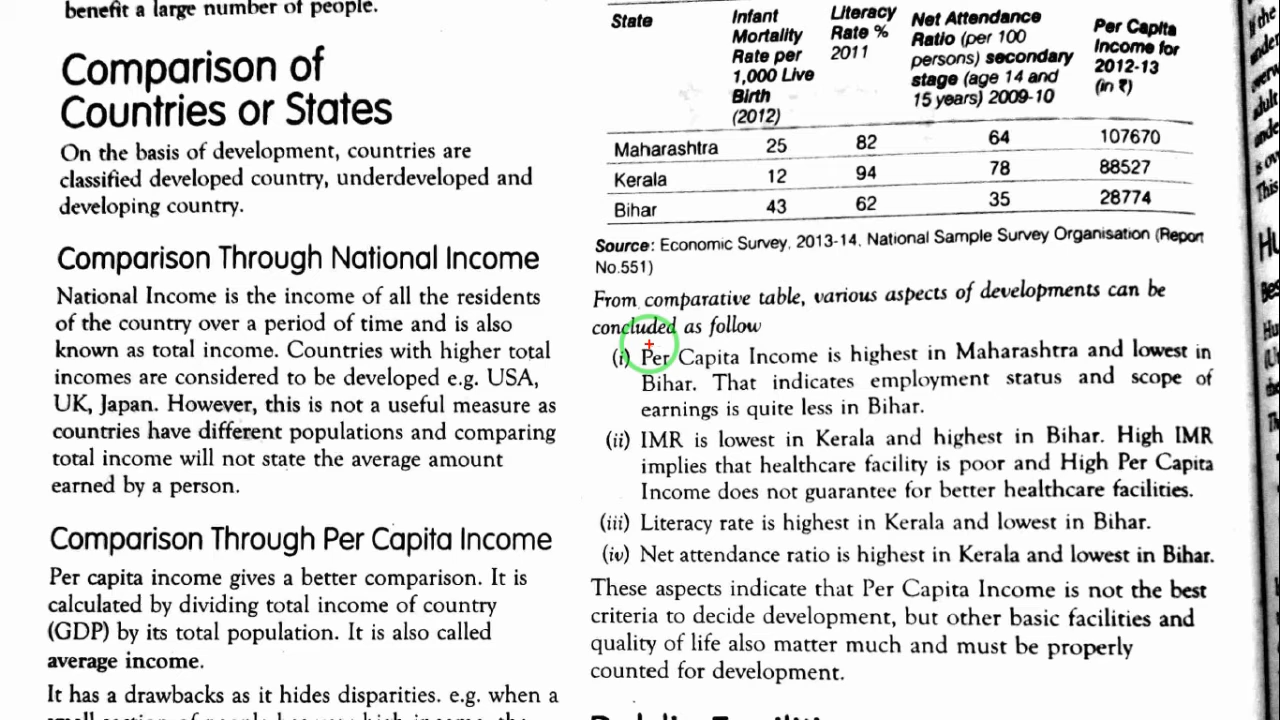 benefit a large number of people.
Comparison of
Countries or States
On the basis of development, countries are
classified developed country, underdeveloped and
developing country.
Comparison Through National Income
National Income is the income of all the residents
of the country over a period of time and is also
known as total income. Countries with higher total
incomes are considered to be developed e.g. USA,
UK, Japan. However, this is not a useful measure as
countries have different populations and comparing
total income will not state the average amount
earned by a person.
Comparison Through Per Capita Income
Per capita income gives a better comparison. It is
calculated by dividing total income of country
(GDP) by its total population. It is also called
average income.
It has a drawbacks as it hides disparities. e.g. when a
State Infant Mortality Rate per 1,000 Live Birth (2012) Literacy Rate % 2011 Net Attendance Ratio (per 100 persons) secondary stage (age 14 and 15 years) 2009-10 Per Capita Income for 2012-13 (in ₹)
Maharashtra 25 82 64 107670
Kerala 12 94 78 88527
Bihar 43 62 35 28774
Source: Economic Survey, 2013-14, National Sample Survey Organisation (Report
No.551)
From comparative table, various aspects of developments can be
concluded as follow
(i) Per Capita Income is highest in Maharashtra and lowest in
Bihar. That indicates employment status and scope of
earnings is quite less in Bihar.
(ii) IMR is lowest in Kerala and highest in Bihar. High IMR
implies that healthcare facility is poor and High Per Capita
Income does not guarantee for better healthcare facilities.
(iii) Literacy rate is highest in Kerala and lowest in Bihar.
(iv) Net attendance ratio is highest in Kerala and lowest in Bihar.
These aspects indicate that Per Capita Income is not the best
criteria to decide development, but other basic facilities and
quality of life also matter much and must be properly
counted for development.